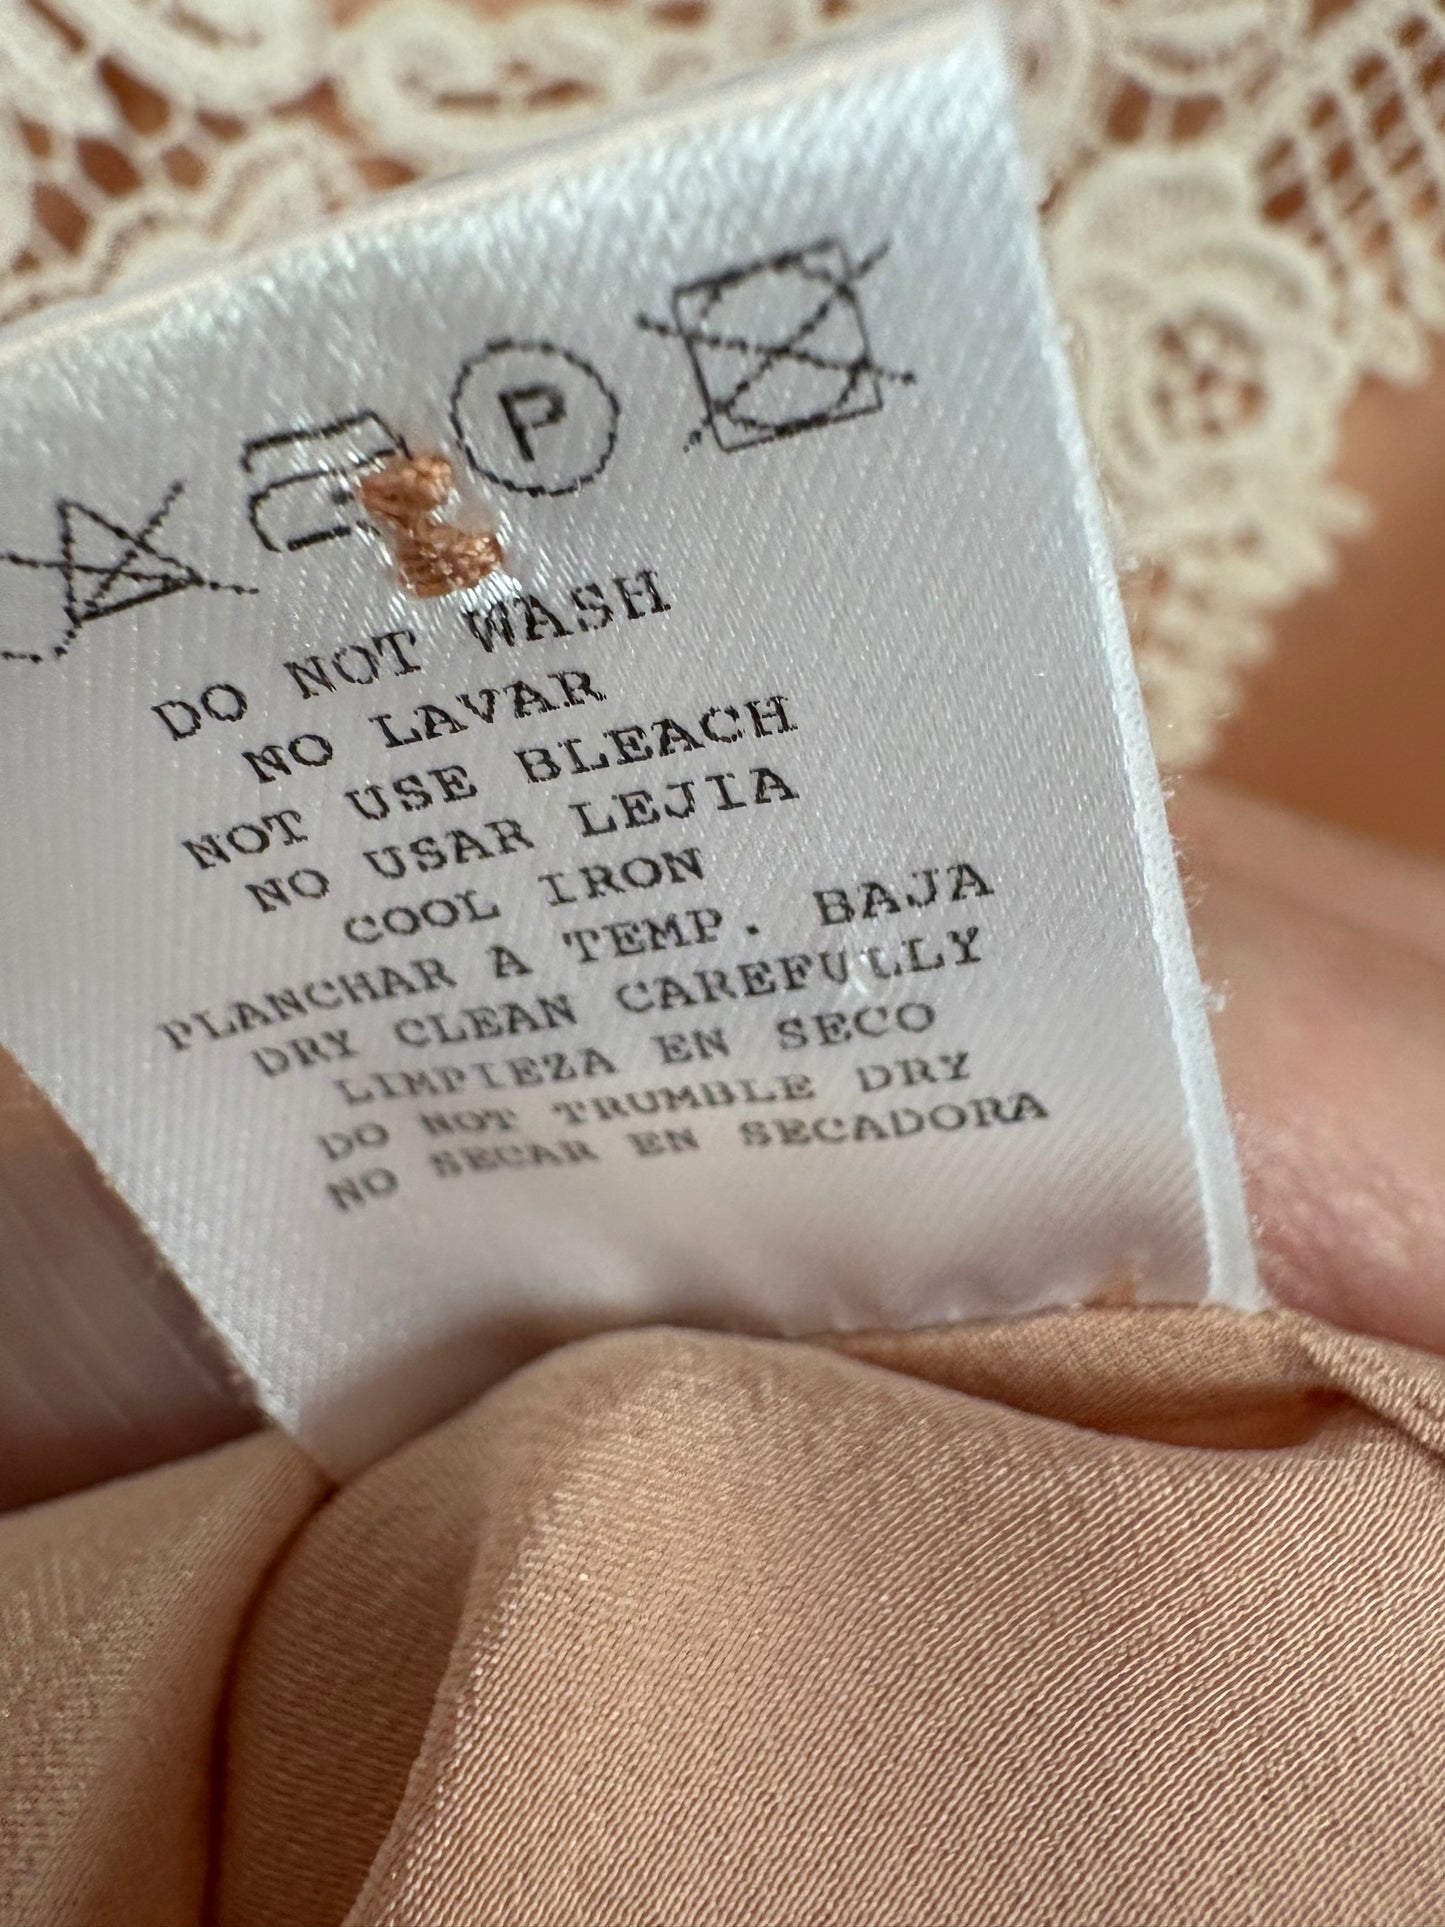 P
DO NOT WASH
NO LAVAR
NOT USE BLEACH
NO USAR LEJIA
COOL IRON
PLANCHAR A TEMP. BAJA
DRY CLEAN CAREFULLY
LIMPIEZA EN SECO
DO NOT TRUMBLE DRY
NO SECAR EN SECADORA